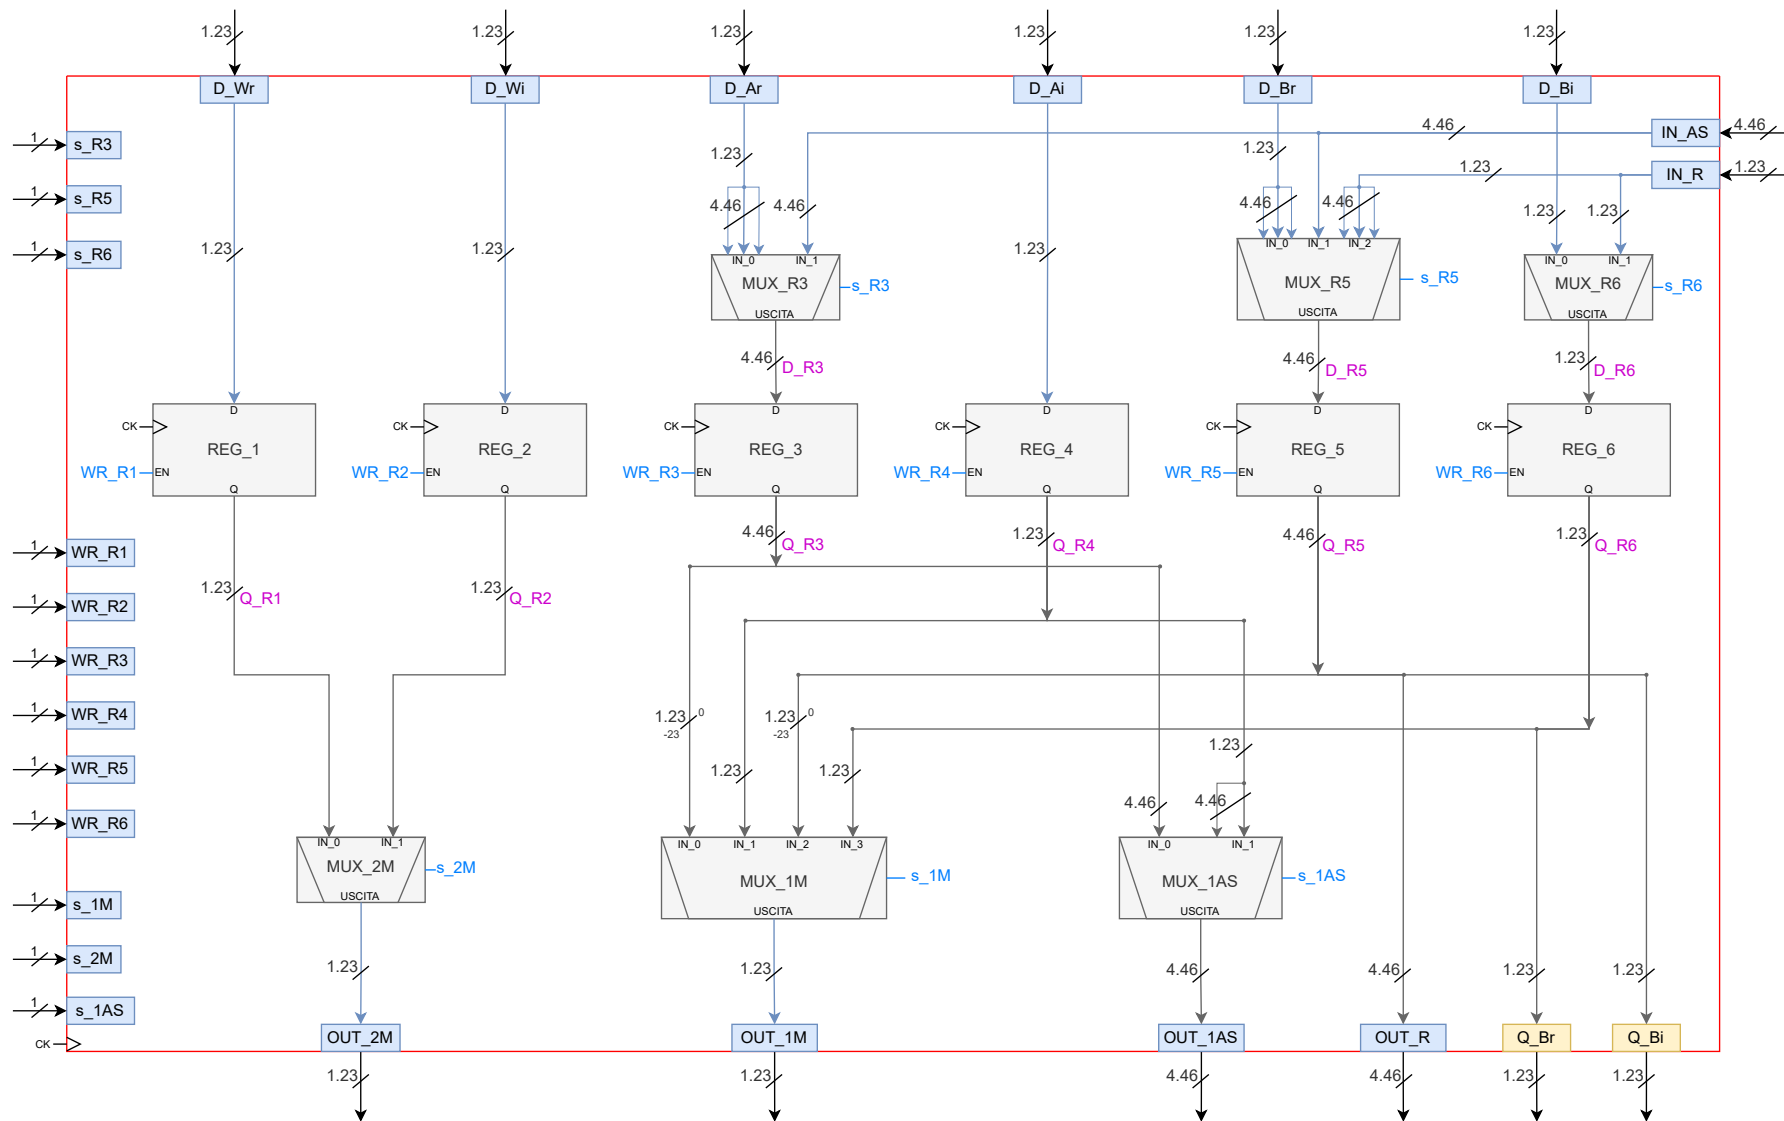 1.23 1.23 1.23 1.23 1.23 1.23
D_Wr D_Wi D_Ar D_Ai D_Br D_Bi
4.46 IN_AS 4.46
1 s_R3
1.23 1.23
1.23 IN_R 1.23
1 s_R5
4.46 4.46 4.46 4.46 1.23 1.23
1 s_R6
1.23 1.23 1.23
IN_0 IN_1 IN_0 IN_1 IN_2 IN_0 IN_1
MUX_R3 s_R3 MUX_R5 s_R5 MUX_R6 s_R6
USCITA USCITA USCITA
4.46 D_R3 4.46 D_R5 1.23 D_R6
D D D D D D
CK CK CK CK CK CK
REG_1 REG_2 REG_3 REG_4 REG_5 REG_6
WR_R1 EN WR_R2 EN WR_R3 EN WR_R4 EN WR_R5 EN WR_R6 EN
Q Q Q Q Q Q
4.46 Q_R3 1.23 Q_R4 4.46 Q_R5 1.23 Q_R6
1 WR_R1
1.23 Q_R1 1.23 Q_R2
1 WR_R2
1 WR_R3
1 WR_R4
1.23 0 -23 1.23 0 -23
1.23
1 WR_R5
1.23 1.23
4.46 4.46
1 WR_R6
IN_0 IN_1 IN_0 IN_1 IN_2 IN_3 IN_0 IN_1
MUX_2M s_2M MUX_1M s_1M MUX_1AS s_1AS
USCITA USCITA USCITA
1 s_1M
1 s_2M
1.23 1.23 4.46 4.46 1.23 1.23
1 s_1AS
CK
OUT_2M OUT_1M OUT_1AS OUT_R Q_Br Q_Bi
1.23 1.23 4.46 4.46 1.23 1.23